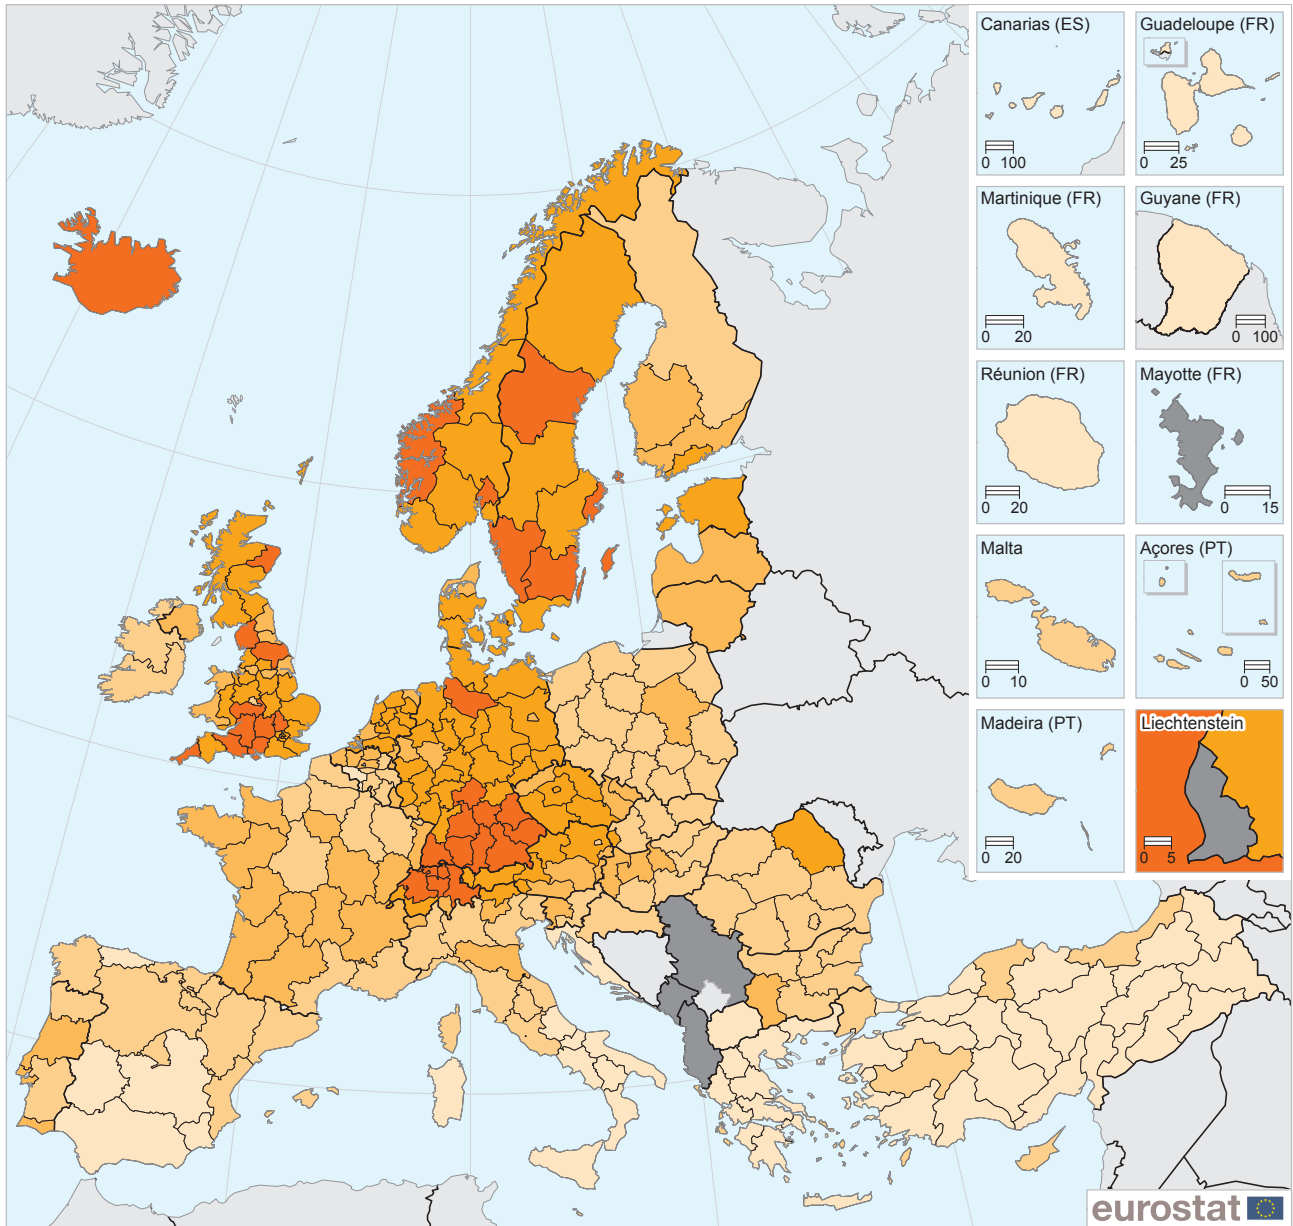 Canarias (ES)
0 100
Guadeloupe (FR)
0 25
Martinique (FR)
0 20
Guyane (FR)
0 100
Réunion (FR)
0 20
Mayotte (FR)
0 15
Malta
0 10
Açores (PT)
0 50
Madeira (PT)
0 20
Liechtenstein
0 5
eurostat